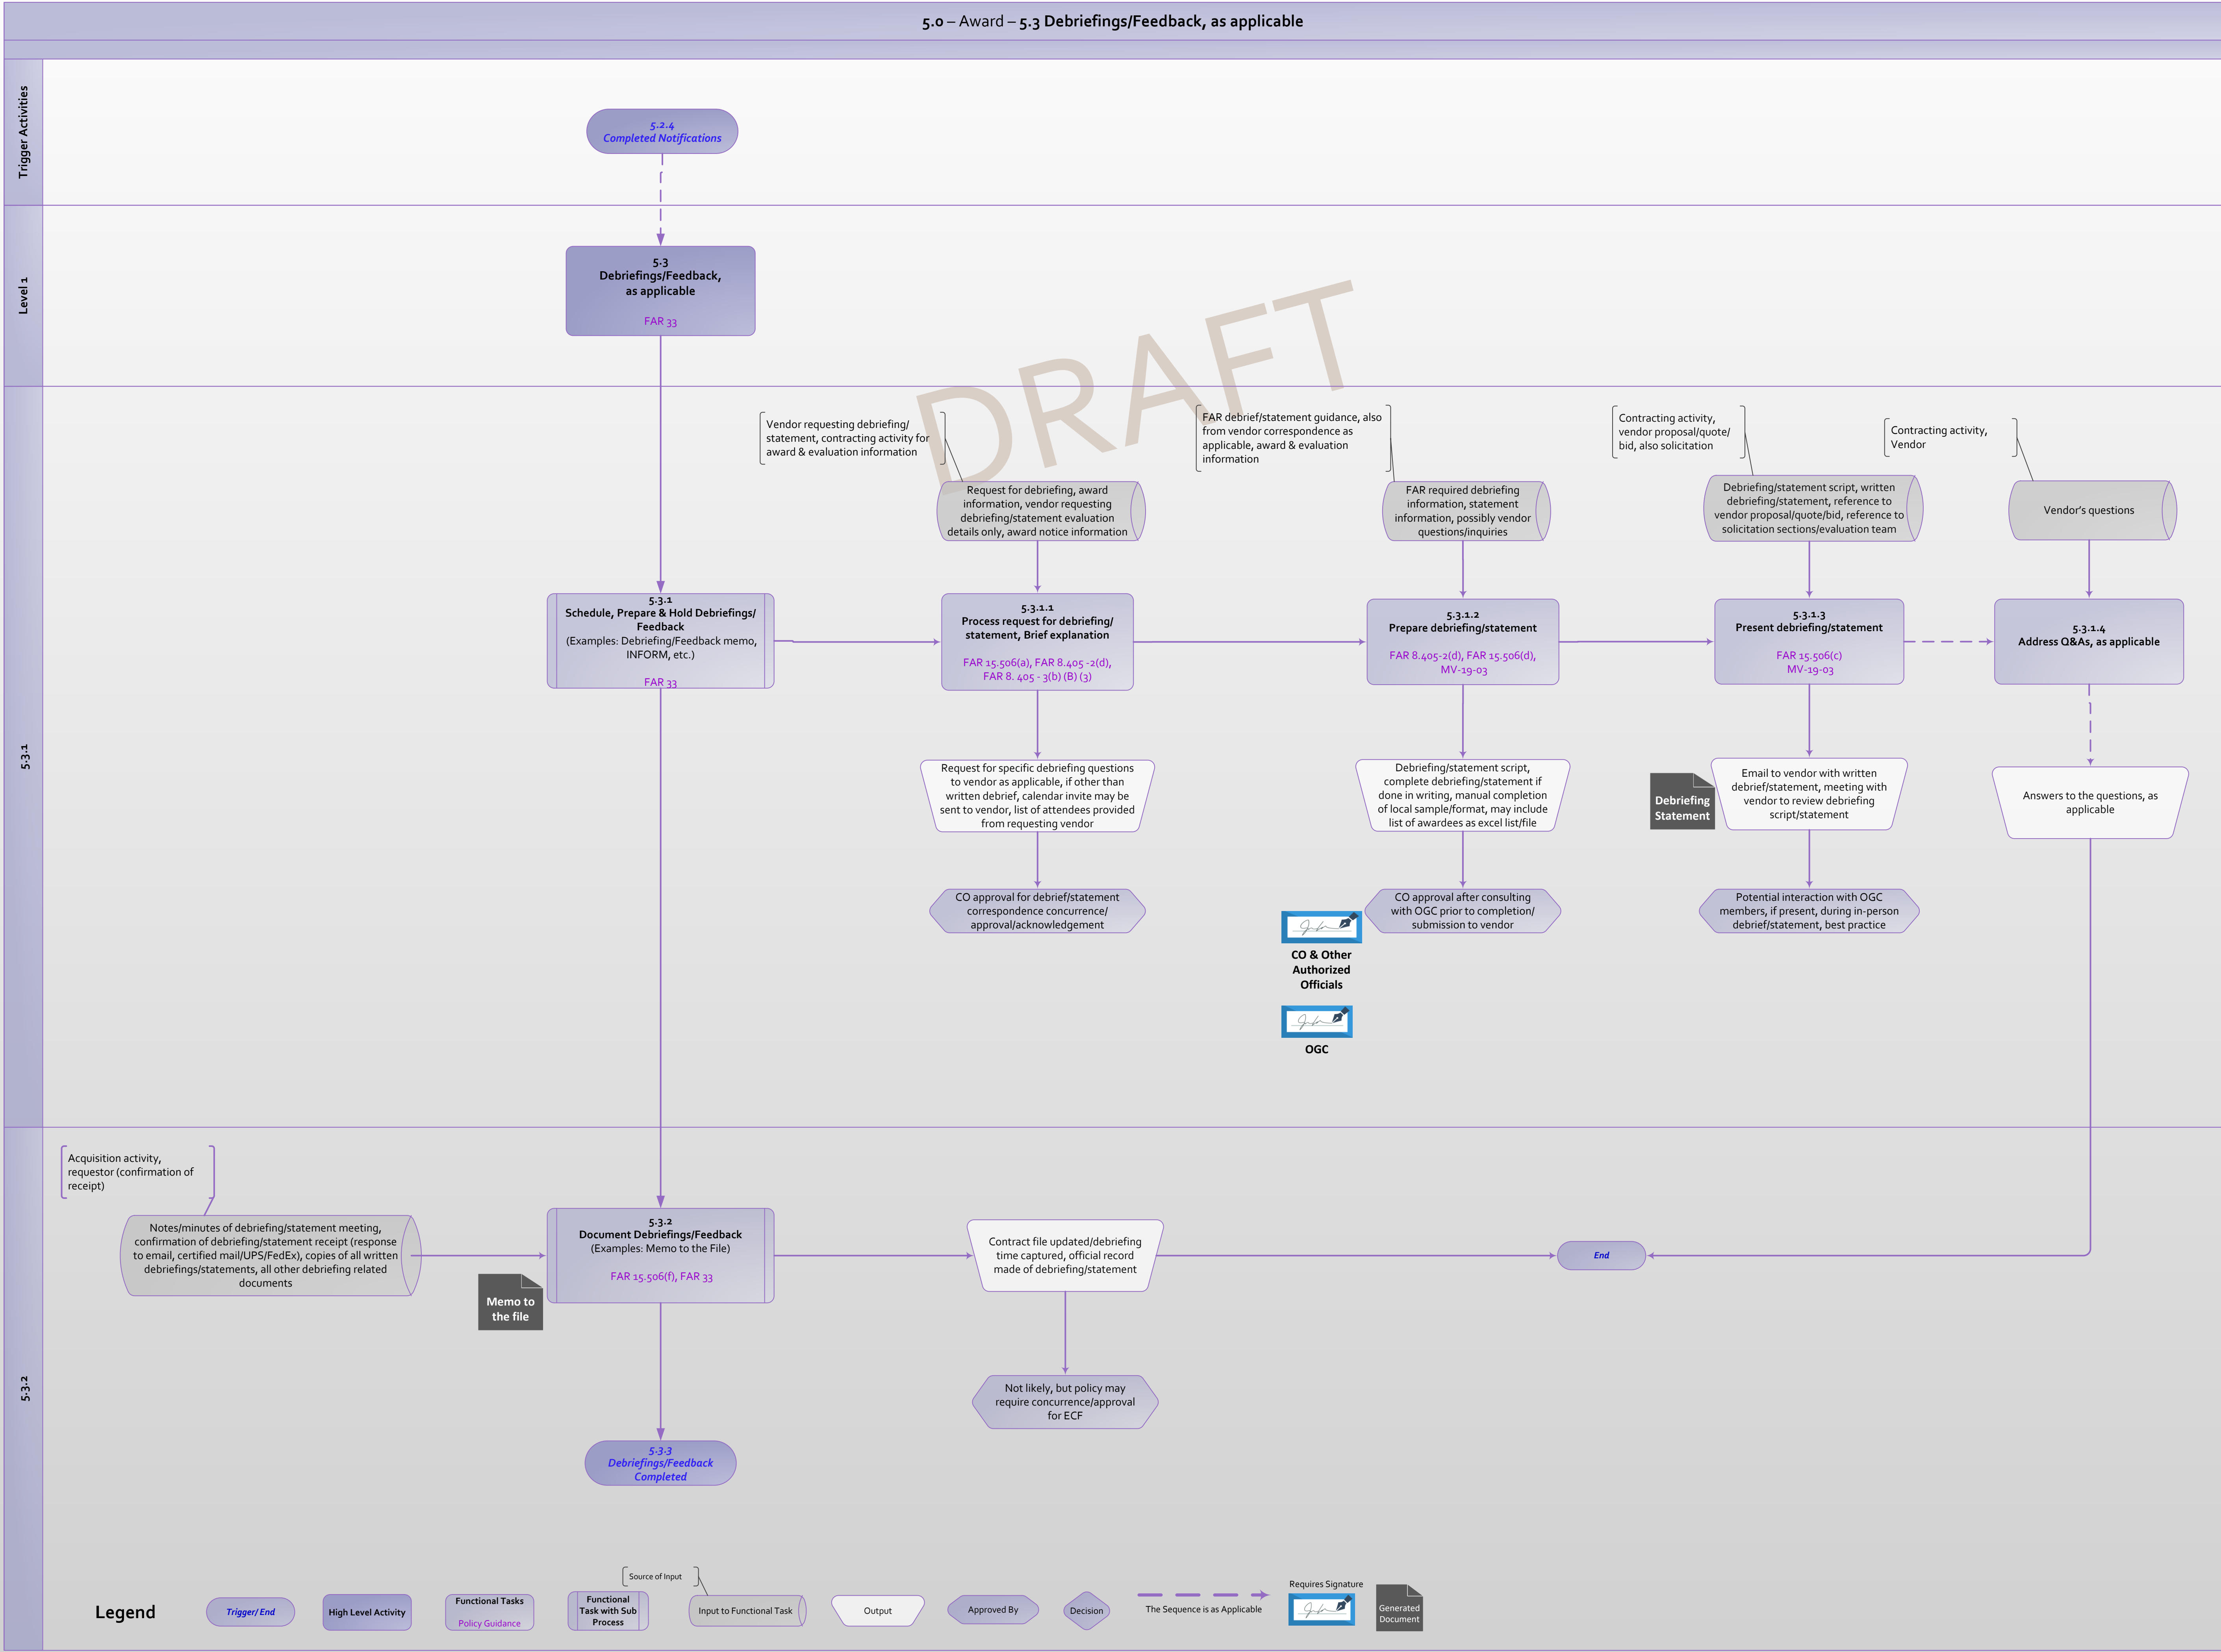 5.0 – Award – 5.3 Debriefings/Feedback, as applicable
Trigger Activities
5.2.4
Completed Notifications
Level 1
5.3
Debriefings/Feedback,
as applicable
FAR 33
DRAFT
5.3.1
Vendor requesting debriefing/
statement, contracting activity for
award & evaluation information
FAR debrief/statement guidance, also
from vendor correspondence as
applicable, award & evaluation
information
Contracting activity,
vendor proposal/quote/
bid, also solicitation
Contracting activity,
Vendor
Request for debriefing, award
information, vendor requesting
debriefing/statement evaluation
details only, award notice information
FAR required debriefing
information, statement
information, possibly vendor
questions/inquiries
Debriefing/statement script, written
debriefing/statement, reference to
vendor proposal/quote/bid, reference to
solicitation sections/evaluation team
Vendor's questions
5.3.1
Schedule, Prepare & Hold Debriefings/
Feedback
(Examples: Debriefing/Feedback memo,
INFORM, etc.)
FAR 33
5.3.1.1
Process request for debriefing/
statement, Brief explanation
FAR 15.506(a), FAR 8.405 -2(d),
FAR 8. 405 - 3(b) (B) (3)
5.3.1.2
Prepare debriefing/statement
FAR 8.405-2(d), FAR 15.506(d),
MV-19-03
5.3.1.3
Present debriefing/statement
FAR 15.506(c)
MV-19-03
5.3.1.4
Address Q&As, as applicable
Request for specific debriefing questions
to vendor as applicable, if other than
written debrief, calendar invite may be
sent to vendor, list of attendees provided
from requesting vendor
Debriefing/statement script,
complete debriefing/statement if
done in writing, manual completion
of local sample/format, may include
list of awardees as excel list/file
Debriefing
Statement
Email to vendor with written
debrief/statement, meeting with
vendor to review debriefing
script/statement
Answers to the questions, as
applicable
CO approval for debrief/statement
correspondence concurrence/
approval/acknowledgement
CO approval after consulting
with OGC prior to completion/
submission to vendor
Potential interaction with OGC
members, if present, during in-person
debrief/statement, best practice
CO & Other
Authorized
Officials
OGC
5.3.2
Acquisition activity,
requestor (confirmation of
receipt)
Notes/minutes of debriefing/statement meeting,
confirmation of debriefing/statement receipt (response
to email, certified mail/UPS/FedEx), copies of all written
debriefings/statements, all other debriefing related
documents
Memo to
the file
5.3.2
Document Debriefings/Feedback
(Examples: Memo to the File)
FAR 15.506(f), FAR 33
Contract file updated/debriefing
time captured, official record
made of debriefing/statement
End
Not likely, but policy may
require concurrence/approval
for ECF
5.3.3
Debriefings/Feedback
Completed
Legend
Trigger/ End
High Level Activity
Functional Tasks
Policy Guidance
Functional
Task with Sub
Process
Source of Input
Input to Functional Task
Output
Approved By
Decision
The Sequence is as Applicable
Requires Signature
Generated
Document